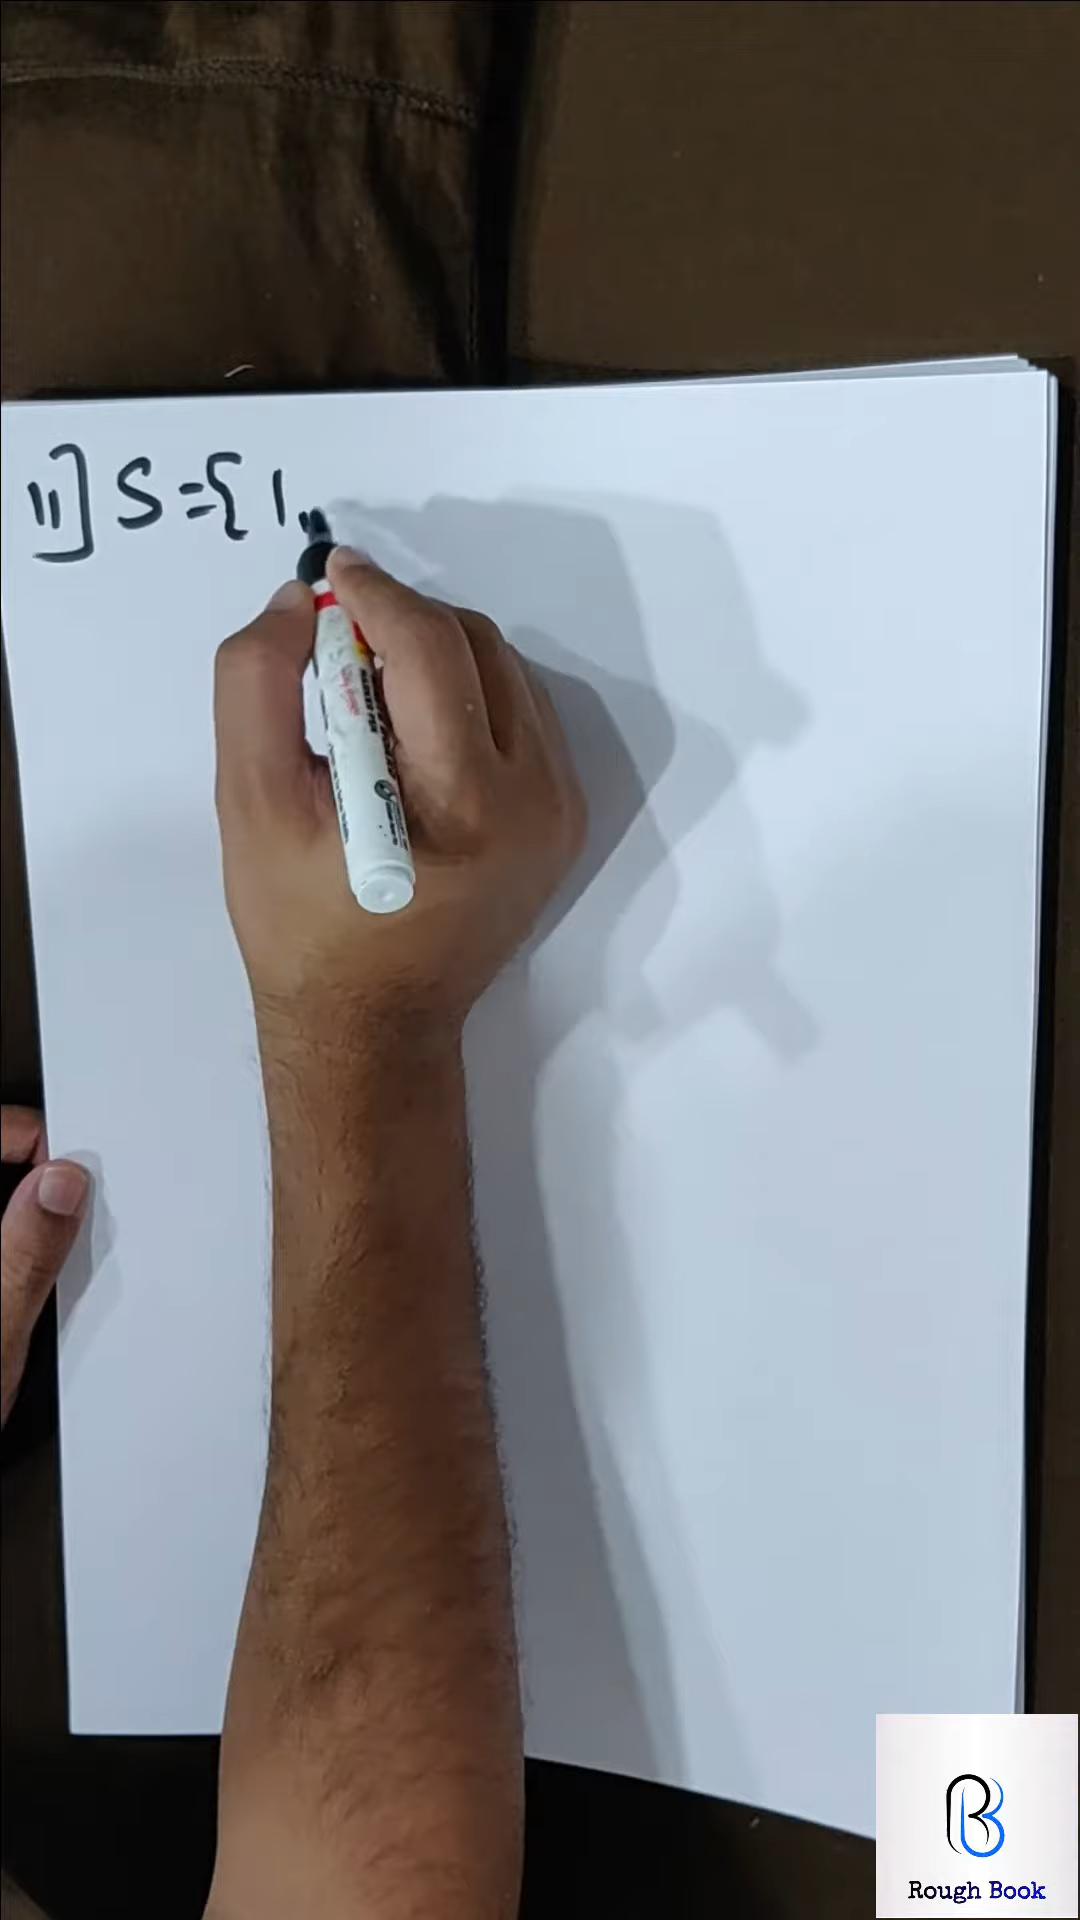 11] S = { 1,
Rough Book